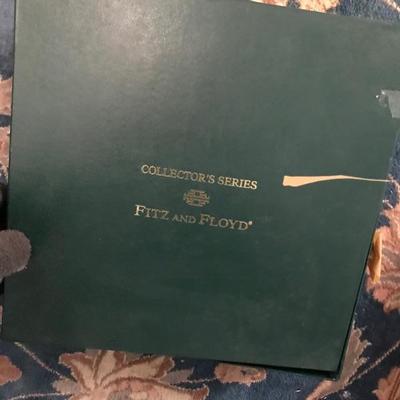 COLLECTOR'S SERIES
FITZ AND FLOYD®